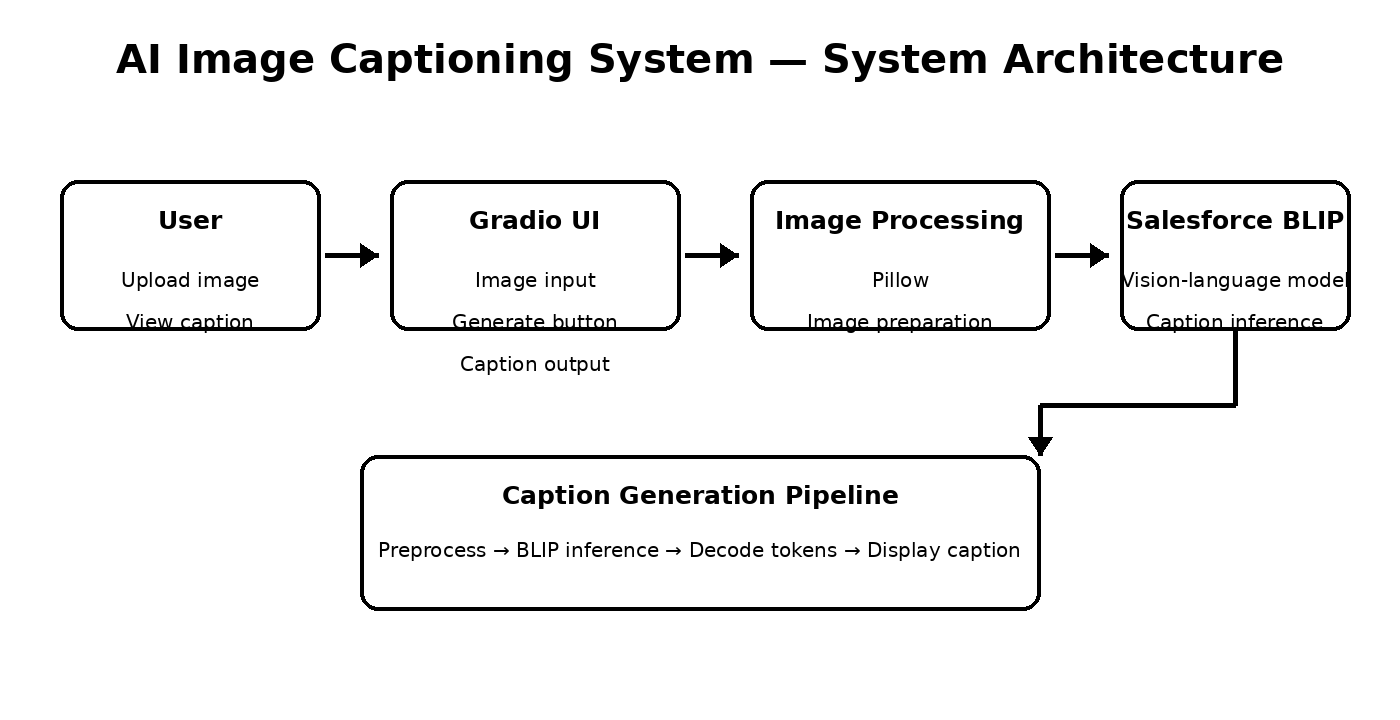 AI Image Captioning System — System Architecture
User
Upload image
View caption
Gradio UI
Image input
Generate button
Caption output
Image Processing
Pillow
Image preparation
Salesforce BLIP
Vision-language model
Caption inference
Caption Generation Pipeline
Preprocess → BLIP inference → Decode tokens → Display caption